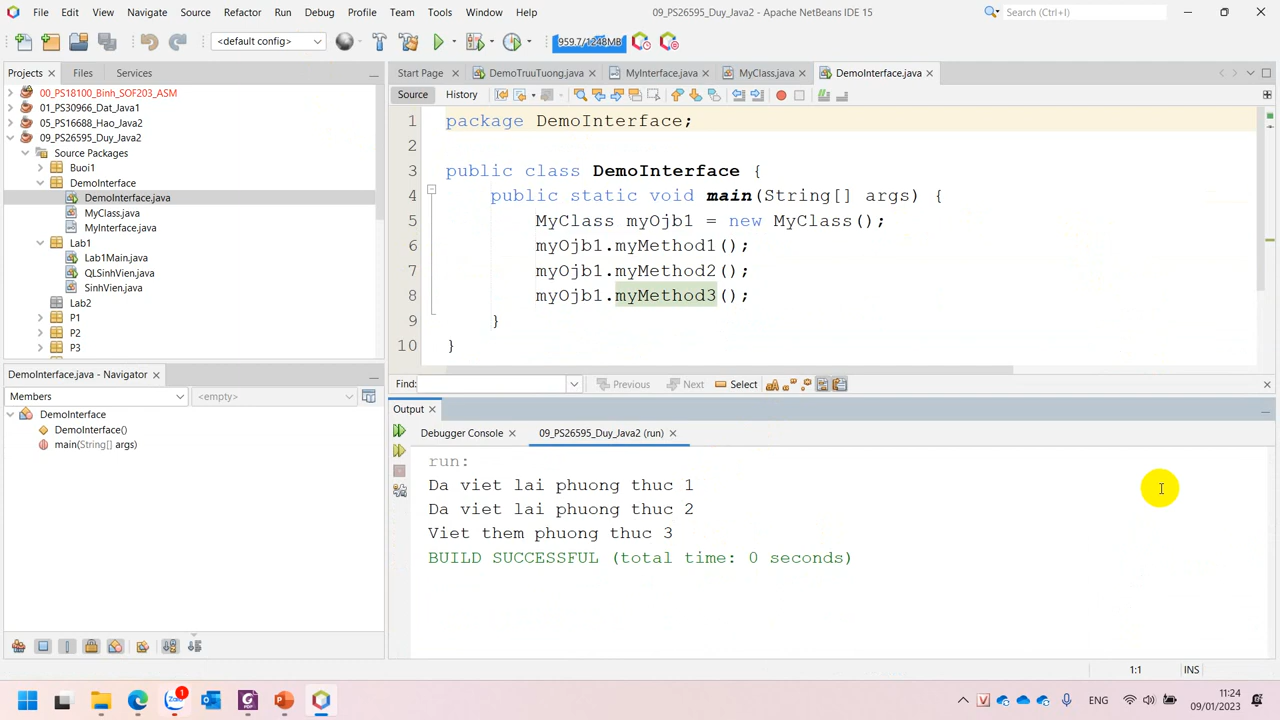 File Edit View Navigate Source Refactor Run Debug Profile Team Tools Window Help
09_PS26595_Duy_Java2 - Apache NetBeans IDE 15
Search (Ctrl+I)
<default config>
959.7/1248MB
Projects Files Services
00_PS18100_Binh_SOF203_ASM
01_PS30966_Dat_Java1
05_PS16688_Hao_Java2
09_PS26595_Duy_Java2
Source Packages
Buoi1
DemoInterface
DemoInterface.java
MyClass.java
MyInterface.java
Lab1
Lab1Main.java
QLSinhVien.java
SinhVien.java
Lab2
P1
P2
P3
DemoInterface.java - Navigator
Members
<empty>
DemoInterface
DemoInterface()
main(String[] args)
Start Page DemoTruuTuong.java MyInterface.java MyClass.java DemoInterface.java
Source History
1 package DemoInterface;
2
3 public class DemoInterface {
4 public static void main(String[] args) {
5 MyClass myOjb1 = new MyClass();
6 myOjb1.myMethod1();
7 myOjb1.myMethod2();
8 myOjb1.myMethod3();
9 }
10 }
Find: Previous Next Select
Output
Debugger Console 09_PS26595_Duy_Java2 (run)
run:
Da viet lai phuong thuc 1
Da viet lai phuong thuc 2
Viet them phuong thuc 3
BUILD SUCCESSFUL (total time: 0 seconds)
1:1 INS
Zalo
1
PDF
ENG
11:24
09/01/2023